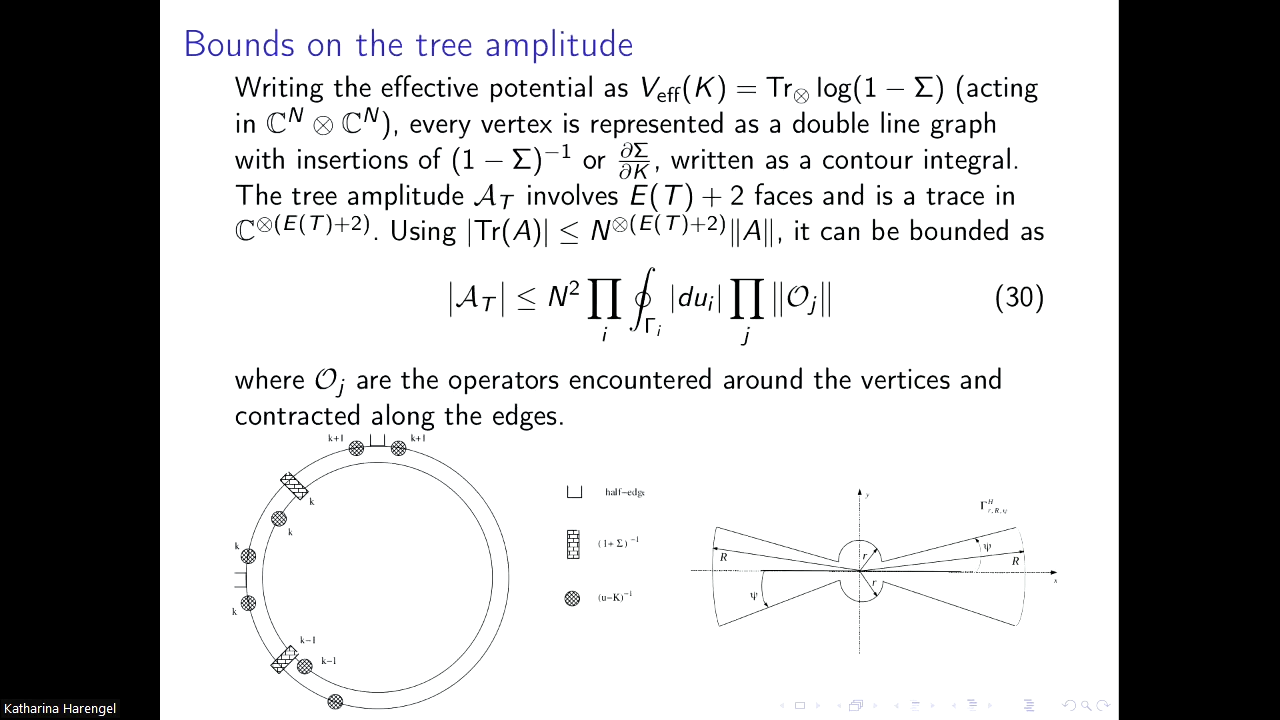 Bounds on the tree amplitude
Writing the effective potential as V_eff(K) = Tr_⊗ log(1 − Σ) (acting
in ℂ^N ⊗ ℂ^N), every vertex is represented as a double line graph
with insertions of (1 − Σ)^−1 or ∂Σ/∂K, written as a contour integral.
The tree amplitude 𝒜_T involves E(T) + 2 faces and is a trace in
ℂ^⊗(E(T)+2). Using |Tr(A)| ≤ N^⊗(E(T)+2)‖A‖, it can be bounded as
|𝒜_T| ≤ N^2 ∏_i ∮_Γ_i |du_i| ∏_j ‖𝒪_j‖ (30)
where 𝒪_j are the operators encountered around the vertices and
contracted along the edges.
k+1 k+1
k
k
k
k
k−1
k−1
half−edge
(1+ Σ)^−1
(u−K)^−1
y
Γ^H_r,R,ψ
ψ
R
r
R
x
r
ψ
Katharina Harengel